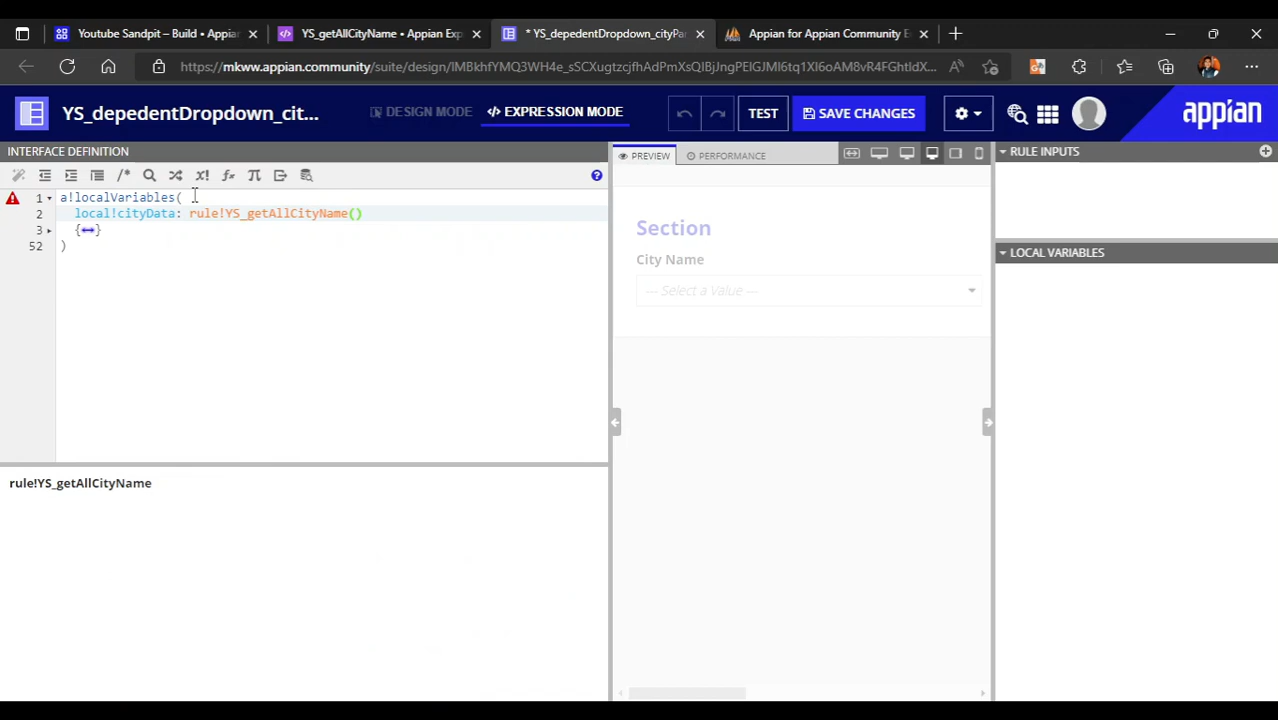 Youtube Sandpit – Build • Appian
YS_getAllCityName • Appian Exp
* YS_depedentDropdown_cityPar
Appian for Appian Community E
https://mkww.appian.community/suite/design/
YS_depedentDropdown_cit...
DESIGN MODE
EXPRESSION MODE
TEST
SAVE CHANGES
appian
INTERFACE DEFINITION
PREVIEW
PERFORMANCE
RULE INPUTS
1 a!localVariables(
2 local!cityData: rule!YS_getAllCityName()
3 {
}
52 )
Section
City Name
--- Select a Value ---
LOCAL VARIABLES
rule!YS_getAllCityName